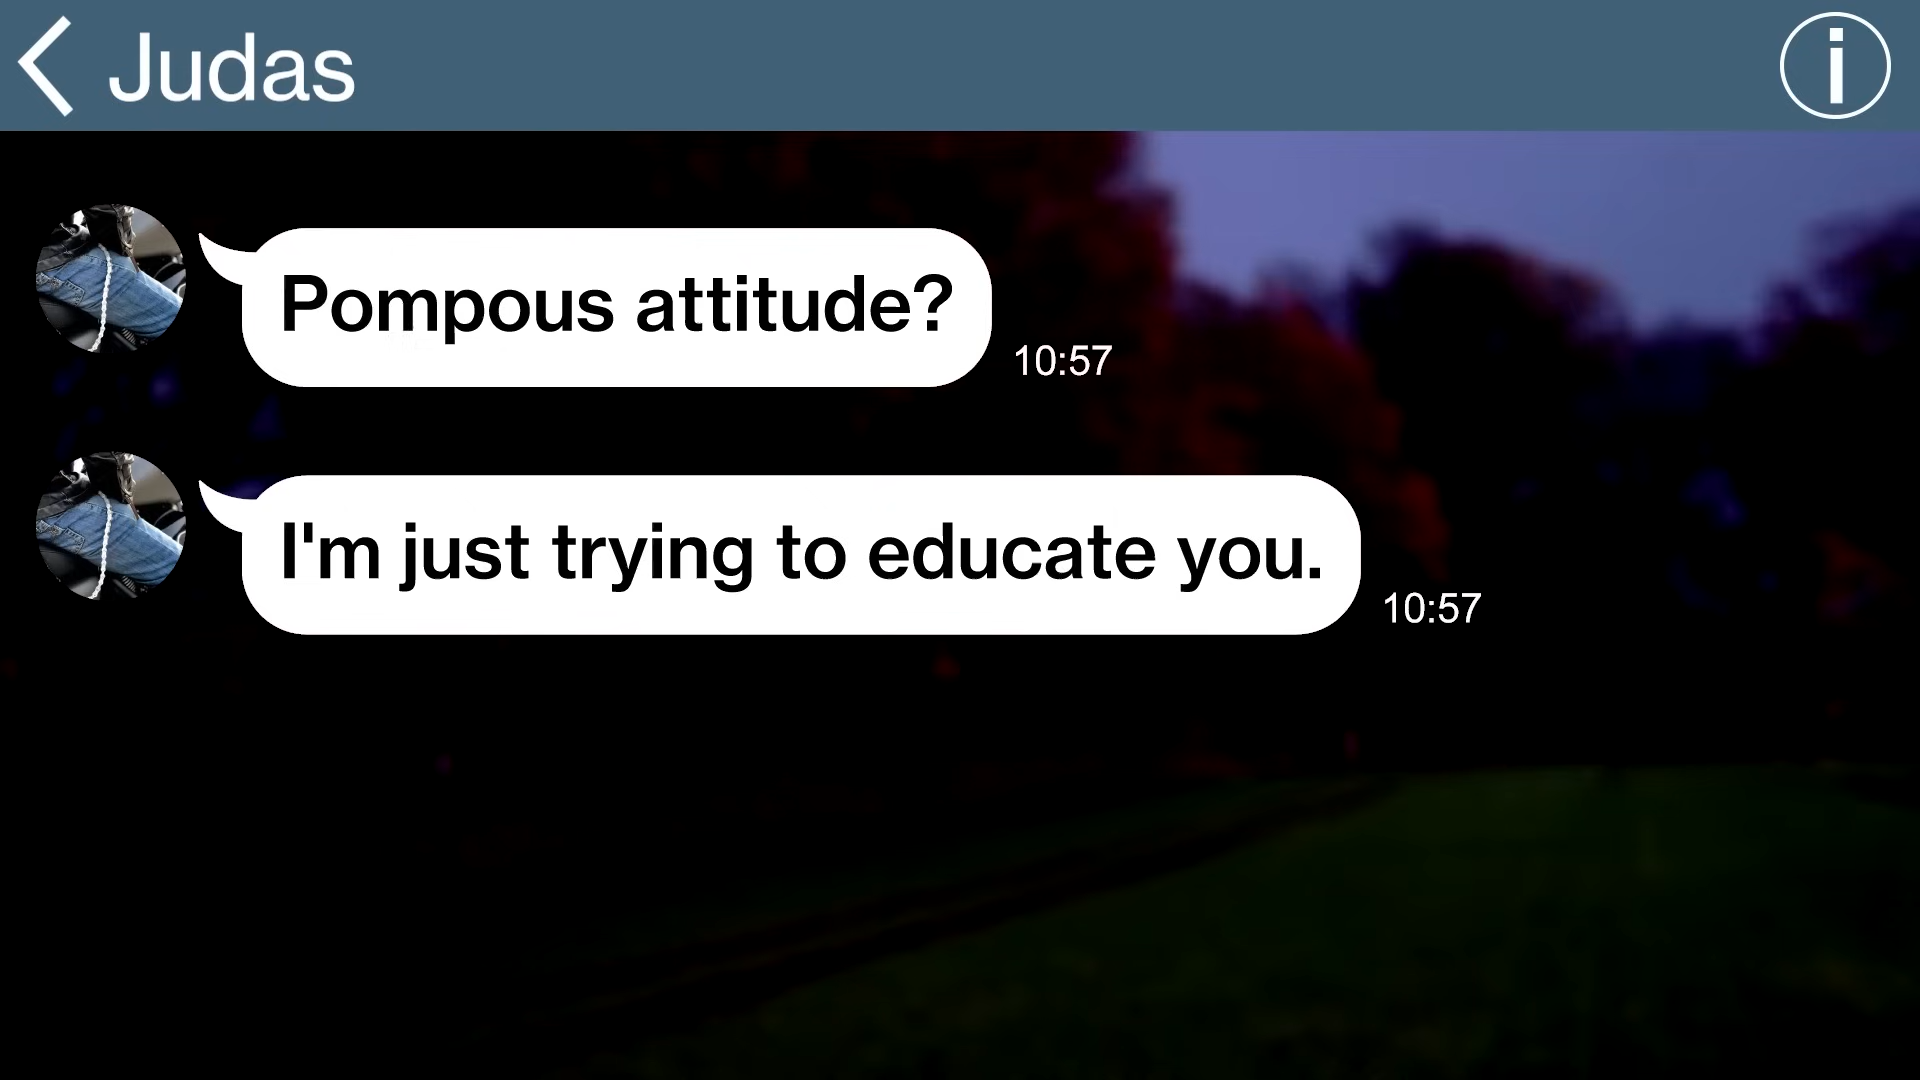 Judas
Pompous attitude?
10:57
I'm just trying to educate you.
10:57